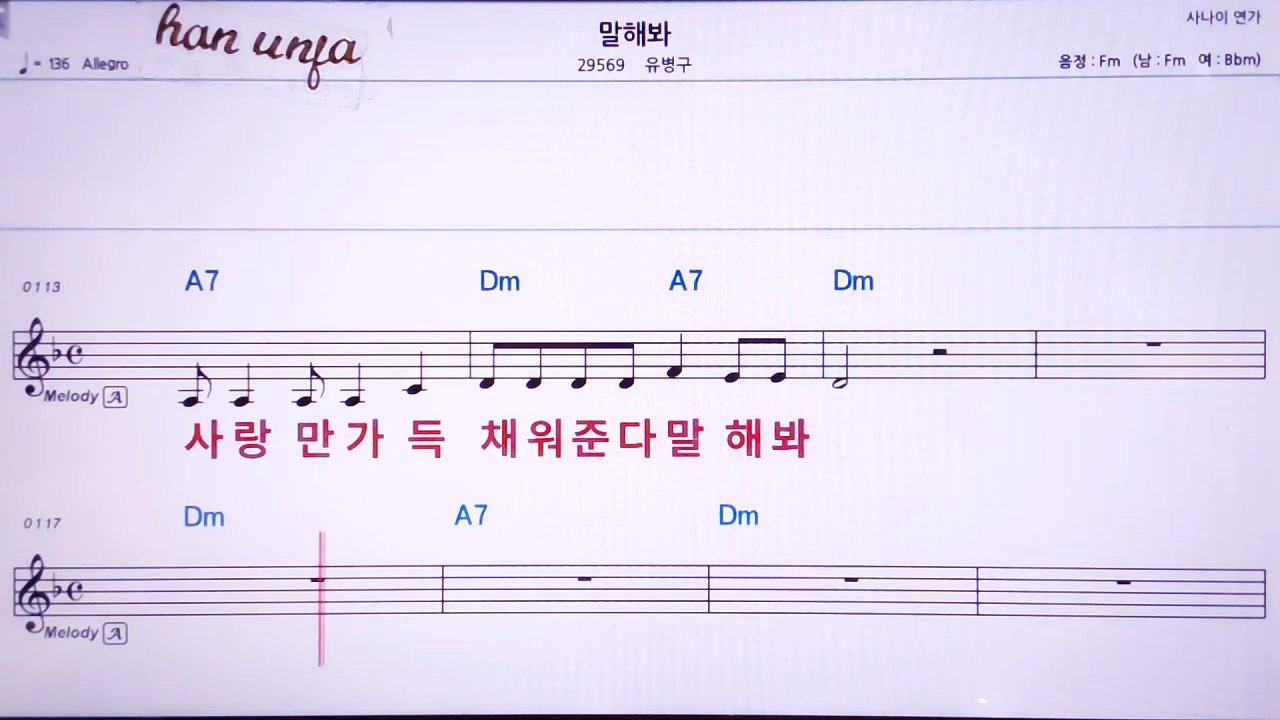 han unfa
말해봐
사나이 연가
♩= 136 Allegro
29569 유병구
음정 : Fm (남 : Fm 여 : Bbm)
0113 A7 Dm A7 Dm
Melody A
사랑 만가 득 채워준다말 해봐
0117 Dm A7 Dm
Melody A